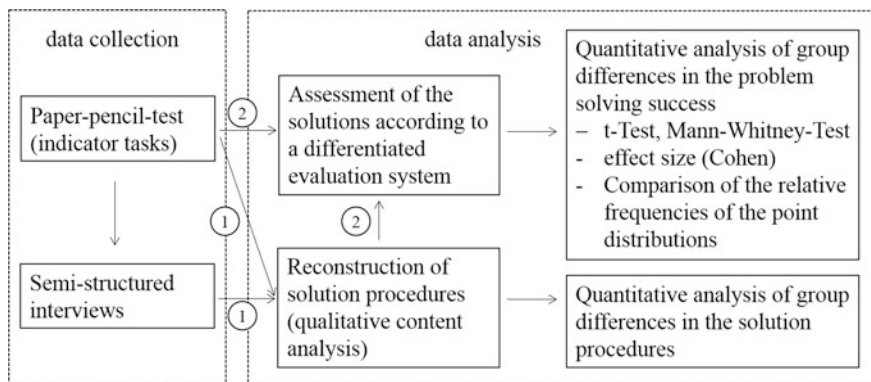 data collection
data analysis
Paper-pencil-test
(indicator tasks)
2
Assessment of the
solutions according to
a differentiated
evaluation system
Quantitative analysis of group
differences in the problem
solving success
– t-Test, Mann-Whitney-Test
- effect size (Cohen)
- Comparison of the relative
frequencies of the point
distributions
1
2
Semi-structured
interviews
1
Reconstruction of
solution procedures
(qualitative content
analysis)
Quantitative analysis of group
differences in the solution
procedures